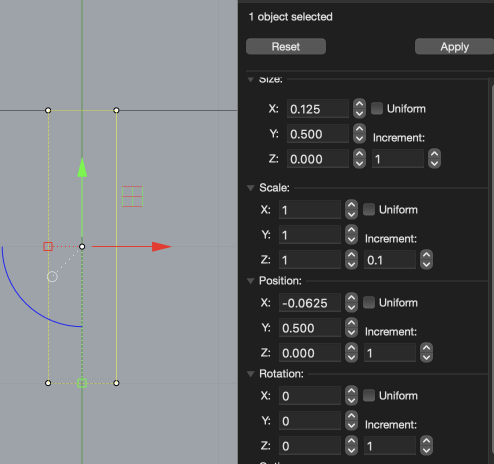 1 object selected
Reset Apply
Size:
X: 0.125 Uniform
Y: 0.500 Increment:
Z: 0.000 1
Scale:
X: 1 Uniform
Y: 1 Increment:
Z: 1 0.1
Position:
X: -0.0625 Uniform
Y: 0.500 Increment:
Z: 0.000 1
Rotation:
X: 0 Uniform
Y: 0 Increment:
Z: 0 1